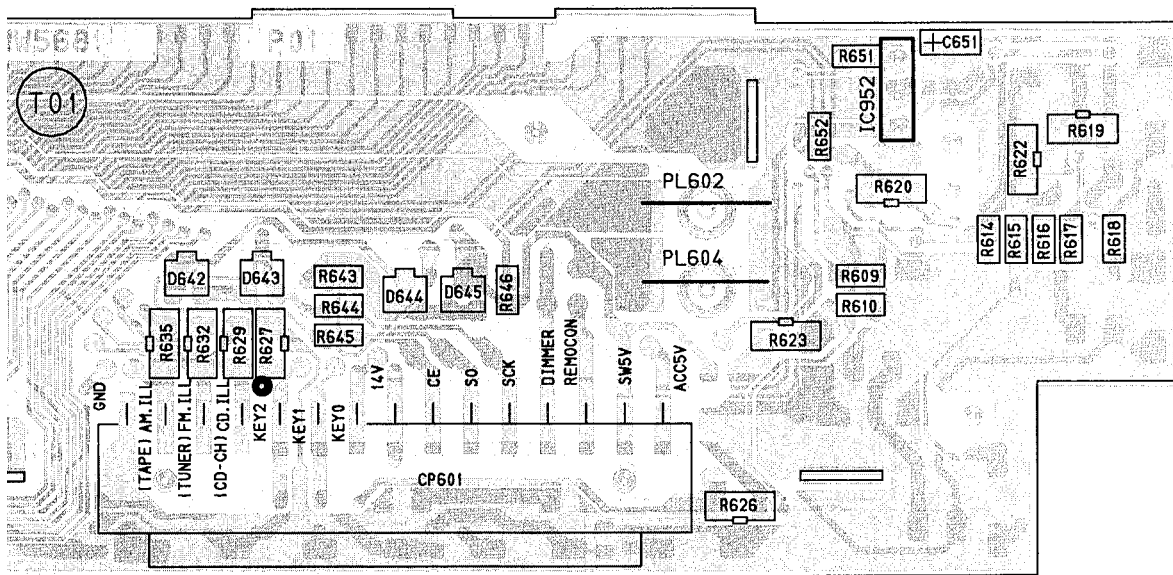 T01
R651
C651
IC952
R652
R622
R619
PL602
R620
R614
R615
R616
R617
R618
D642
D643
R643
D644
D645
R646
PL604
R609
R644
R610
R635
R632
R629
R627
R645
R623
GND
(TAPE) AM.ILL
(TUNER) FM.ILL
(CD-CH) CD.ILL
KEY2
KEY1
KEY0
14V
CE
SO
SCK
DIMMER
REMOCON
SW5V
ACC5V
CP601
R626